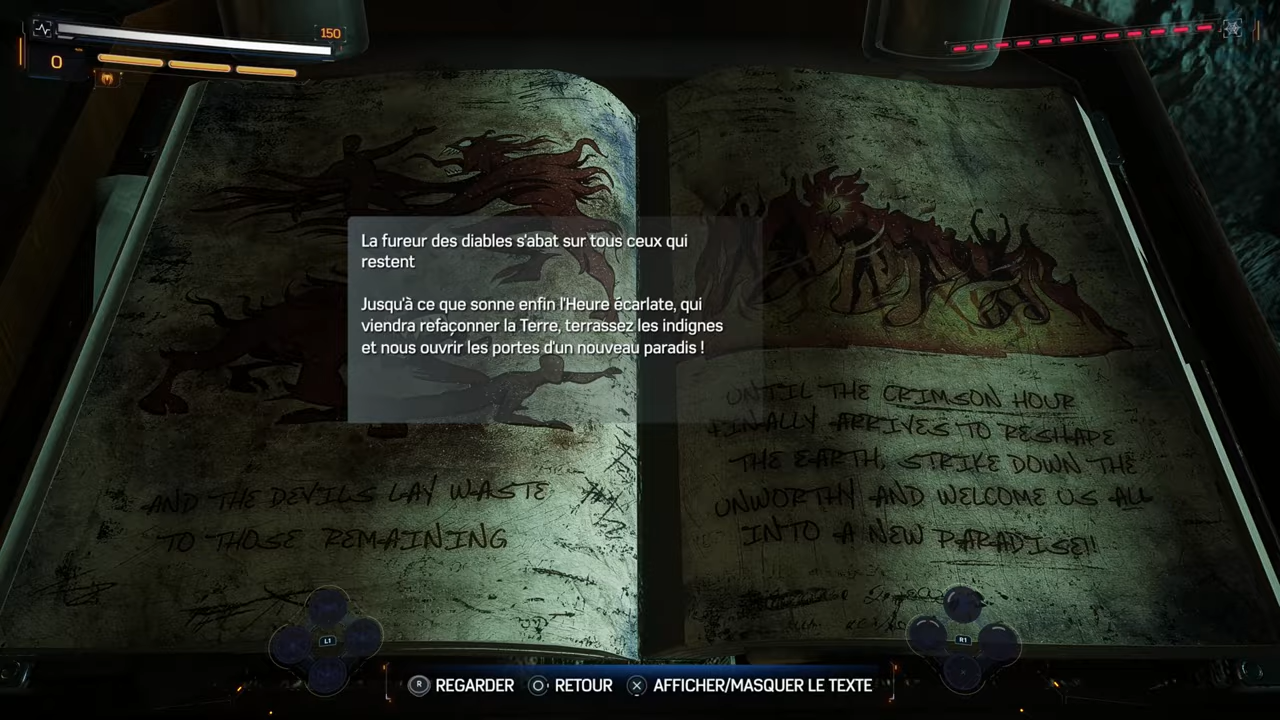 150
0
La fureur des diables s'abat sur tous ceux qui
restent
Jusqu'à ce que sonne enfin l'Heure écarlate, qui
viendra refaçonner la Terre, terrassez les indignes
et nous ouvrir les portes d'un nouveau paradis !
AND THE DEVILS LAY WASTE
TO THOSE REMAINING
UNTIL THE CRIMSON HOUR
FINALLY ARRIVES TO RESHAPE
THE EARTH, STRIKE DOWN THE
UNWORTHY AND WELCOME US ALL
INTO A NEW PARADISE!!
L1
R1
R REGARDER RETOUR AFFICHER/MASQUER LE TEXTE